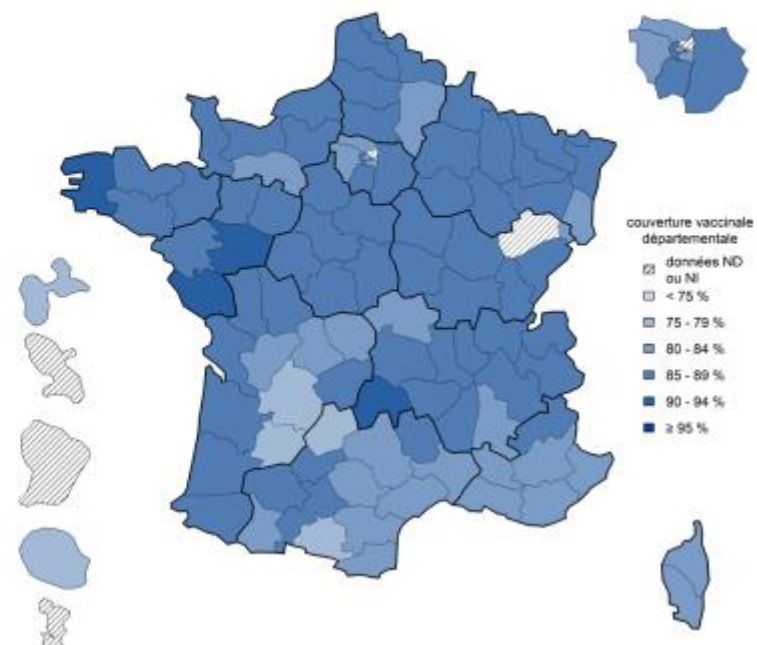 couverture vaccinale
départementale
données ND
ou NI
< 75 %
75 - 79 %
80 - 84 %
85 - 89 %
90 - 94 %
≥ 95 %